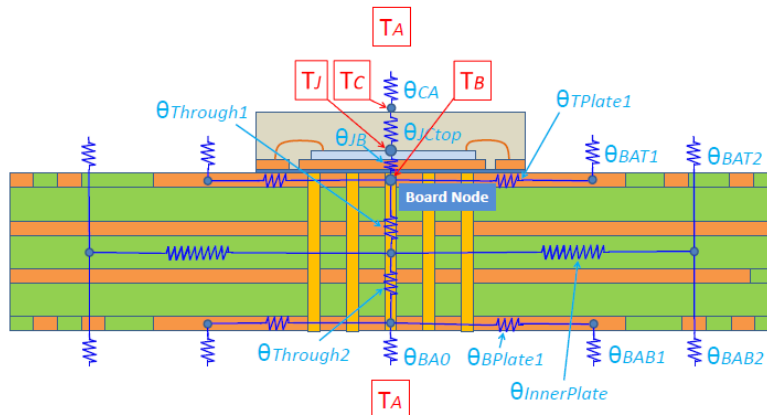 TA
TJ
TC
TB
θCA
θTPlate1
θThrough1
θJB
θJCtop
θBAT1
θBAT2
Board Node
θThrough2
θBA0
θBPlate1
θBAB1
θBAB2
θInnerPlate
TA